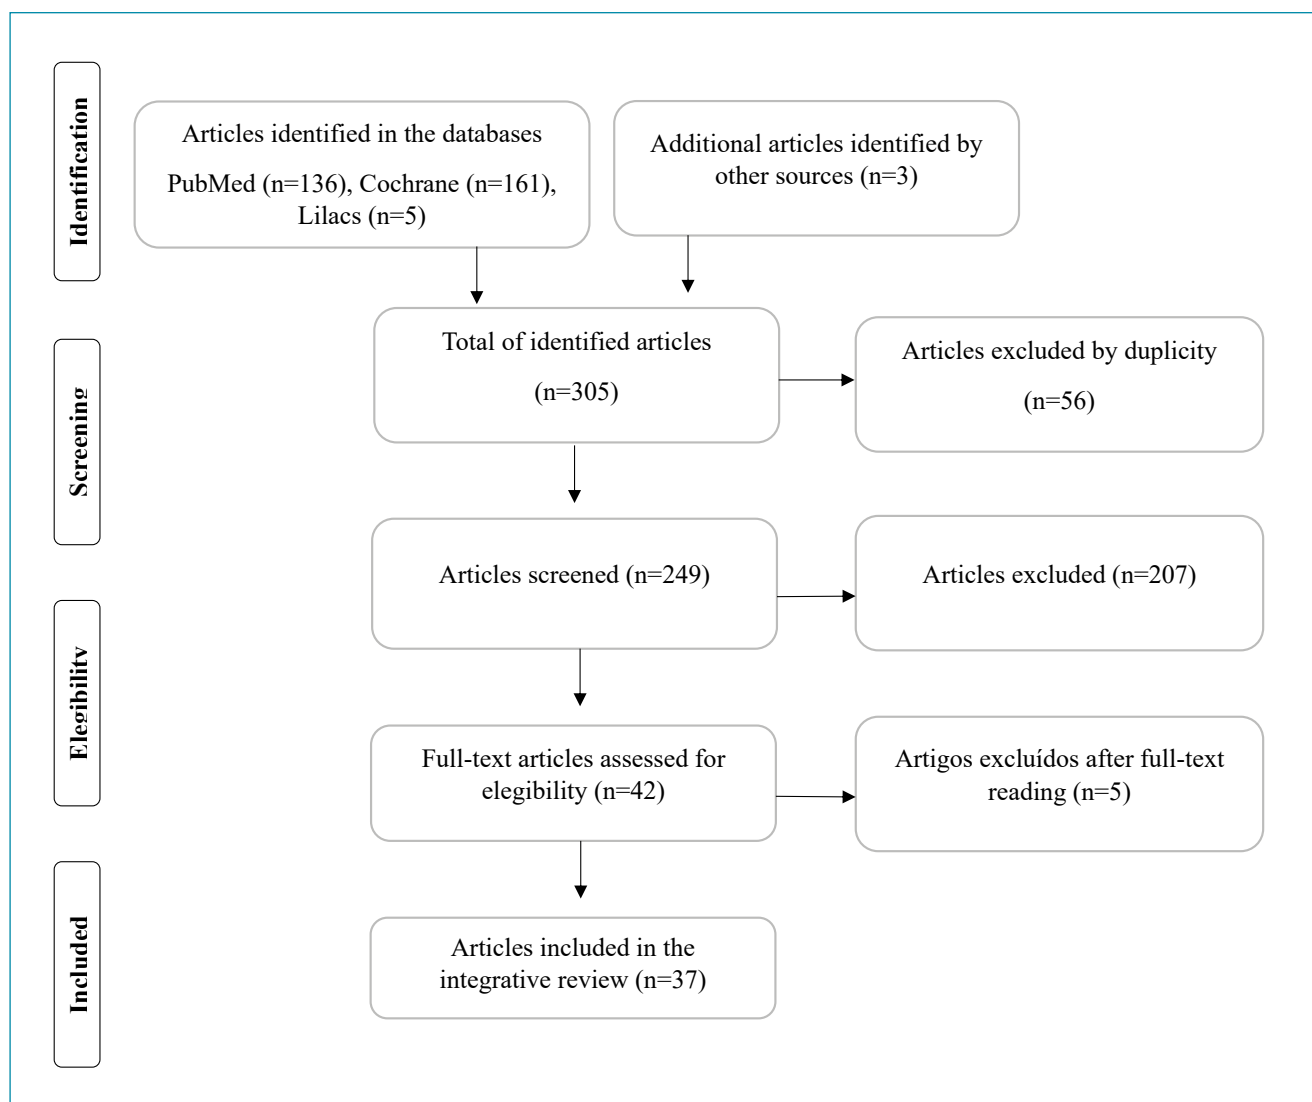 Identification
Articles identified in the databases
PubMed (n=136), Cochrane (n=161),
Lilacs (n=5)
Additional articles identified by
other sources (n=3)
Screening
Total of identified articles
(n=305)
Articles excluded by duplicity
(n=56)
Articles screened (n=249)
Articles excluded (n=207)
Elegibility
Full-text articles assessed for
elegibility (n=42)
Artigos excluídos after full-text
reading (n=5)
Included
Articles included in the
integrative review (n=37)